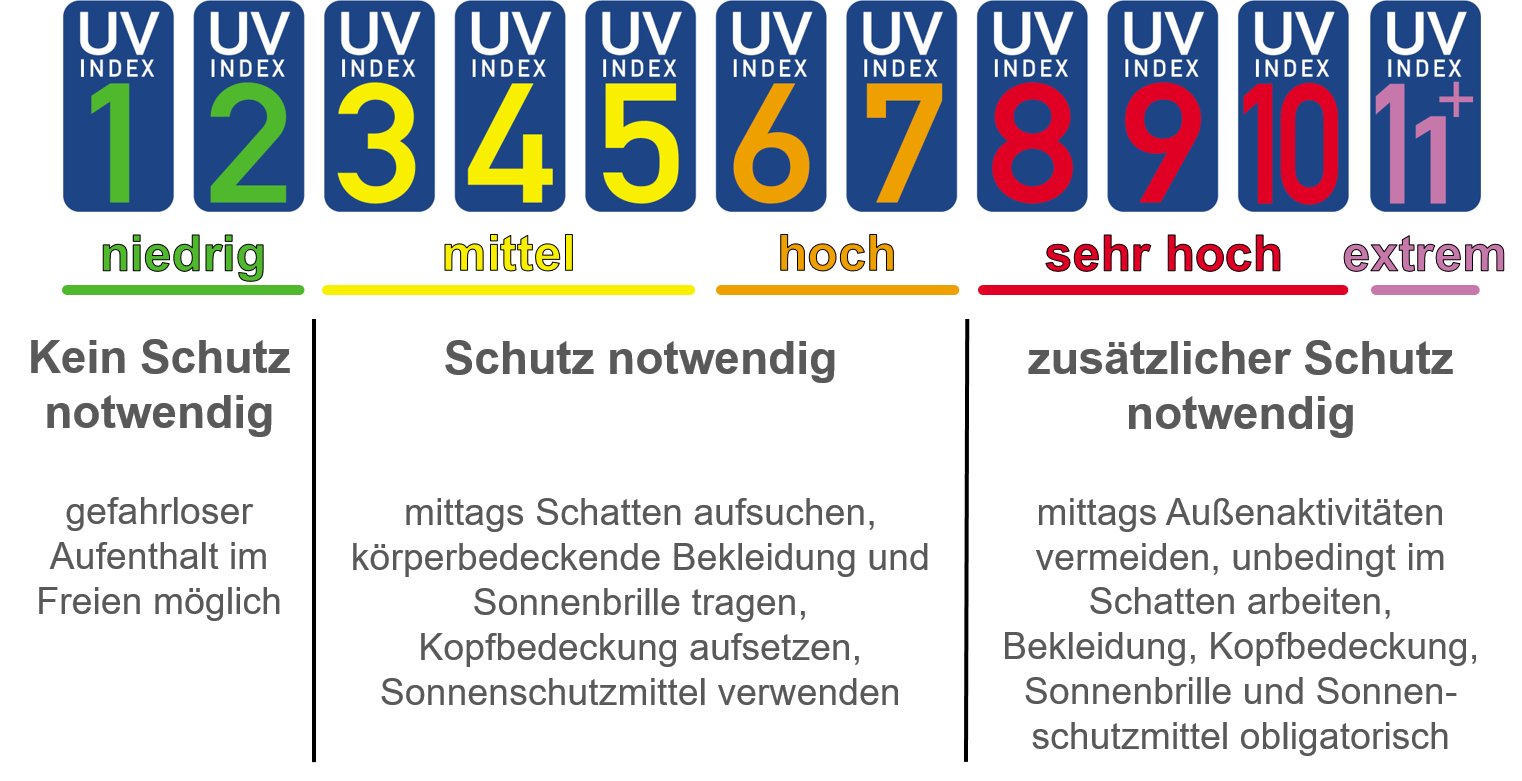 UV INDEX 1
UV INDEX 2
UV INDEX 3
UV INDEX 4
UV INDEX 5
UV INDEX 6
UV INDEX 7
UV INDEX 8
UV INDEX 9
UV INDEX 10
UV INDEX 11+
niedrig
mittel
hoch
sehr hoch
extrem
Kein Schutz
notwendig
gefahrloser
Aufenthalt im
Freien möglich
Schutz notwendig
mittags Schatten aufsuchen,
körperbedeckende Bekleidung und
Sonnenbrille tragen,
Kopfbedeckung aufsetzen,
Sonnenschutzmittel verwenden
zusätzlicher Schutz
notwendig
mittags Außenaktivitäten
vermeiden, unbedingt im
Schatten arbeiten,
Bekleidung, Kopfbedeckung,
Sonnenbrille und Sonnen-
schutzmittel obligatorisch